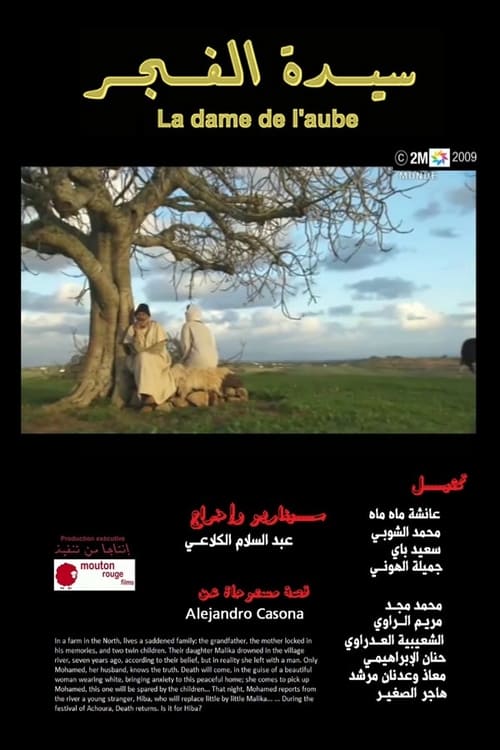 سيدة الفجر
La dame de l'aube
© 2M 2009
MONDE
تمثيل
عائشة ماه ماه
محمد الشوبي
سعيد باي
جميلة الهوني
محمد مجد
مريم الراوي
الشعيبية العدراوي
حنان الإبراهيمي
معاذ وعدنان مرشد
هاجر الصغير
سيناريو وإخراج
عبد السلام الكلاعي
قصة مستوحاة عن
Alejandro Casona
Production exécutive
إنتاجا من تنفيذ
mouton
rouge
films
In a farm in the North, lives a saddened family: the grandfather, the mother locked in
his memories, and two twin children. Their daughter Malika drowned in the village
river, seven years ago, according to their belief, but in reality she left with a man. Only
Mohamed, her husband, knows the truth. Death will come, in the guise of a beautiful
woman wearing white, bringing anxiety to this peaceful home; she comes to pick up
Mohamed, this one will be spared by the children... That night, Mohamed reports from
the river a young stranger, Hiba, who will replace little by little Malika... ... During the
festival of Achoura, Death returns. Is it for Hiba?